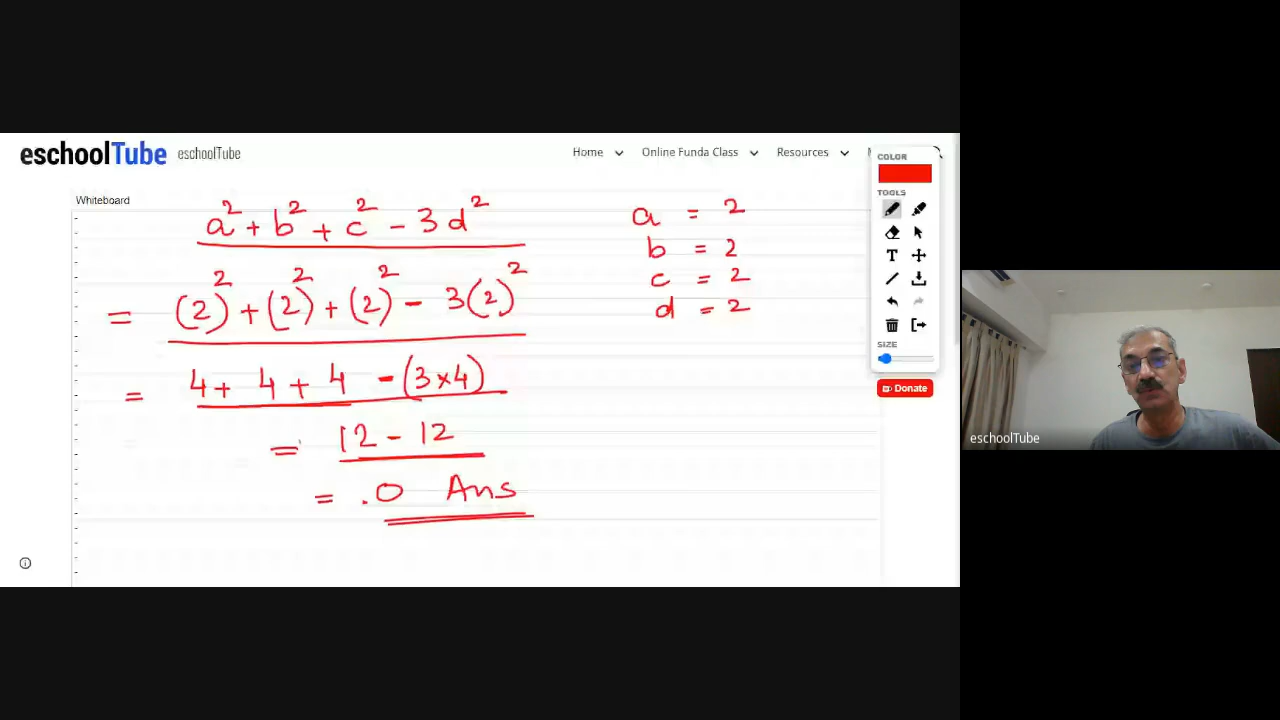 eschoolTube eschoolTube
Home Online Funda Class Resources
COLOR
Whiteboard
TOOLS
a² + b² + c² - 3d²
a = 2
b = 2
c = 2
d = 2
= (2)² + (2)² + (2)² - 3(2)²
= 4 + 4 + 4 - (3×4)
= 12 - 12
= .0 Ans
T
SIZE
Donate
eschoolTube